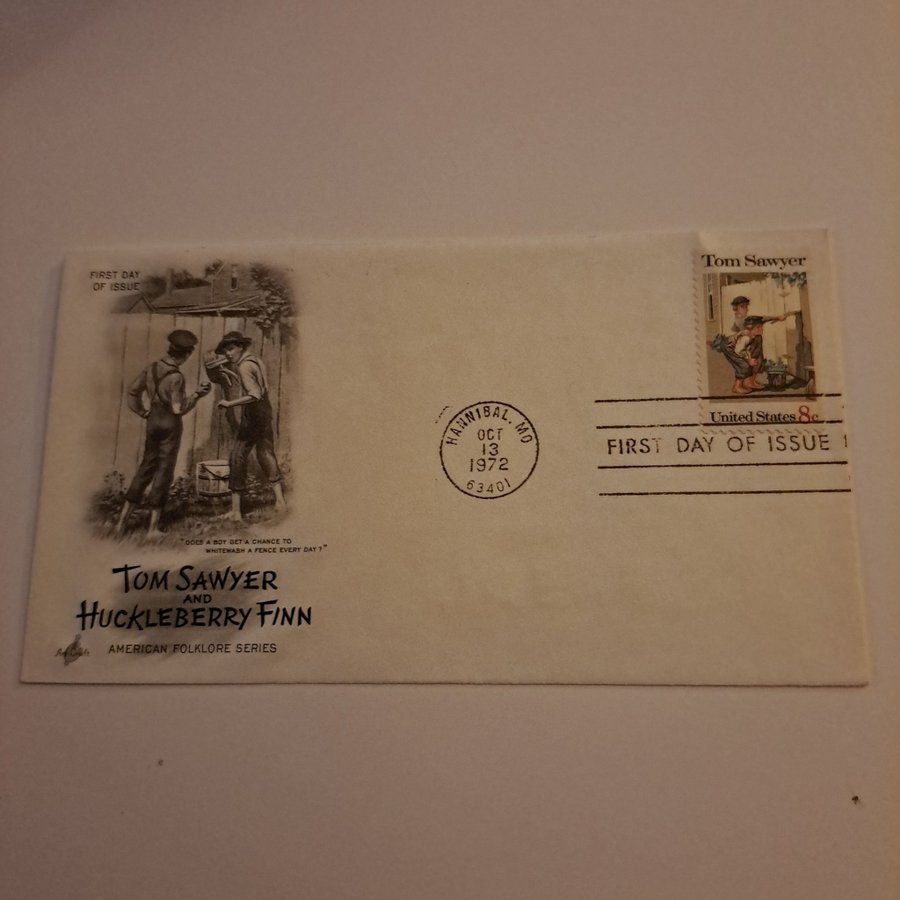 FIRST DAY
OF ISSUE
Tom Sawyer
United States 8c
HANNIBAL, MO
OCT
13
1972
63401
FIRST DAY OF ISSUE
"DOES A BOY GET A CHANCE TO
WHITEWASH A FENCE EVERY DAY?"
TOM SAWYER
AND
HUCKLEBERRY FINN
ArtCraft
AMERICAN FOLKLORE SERIES